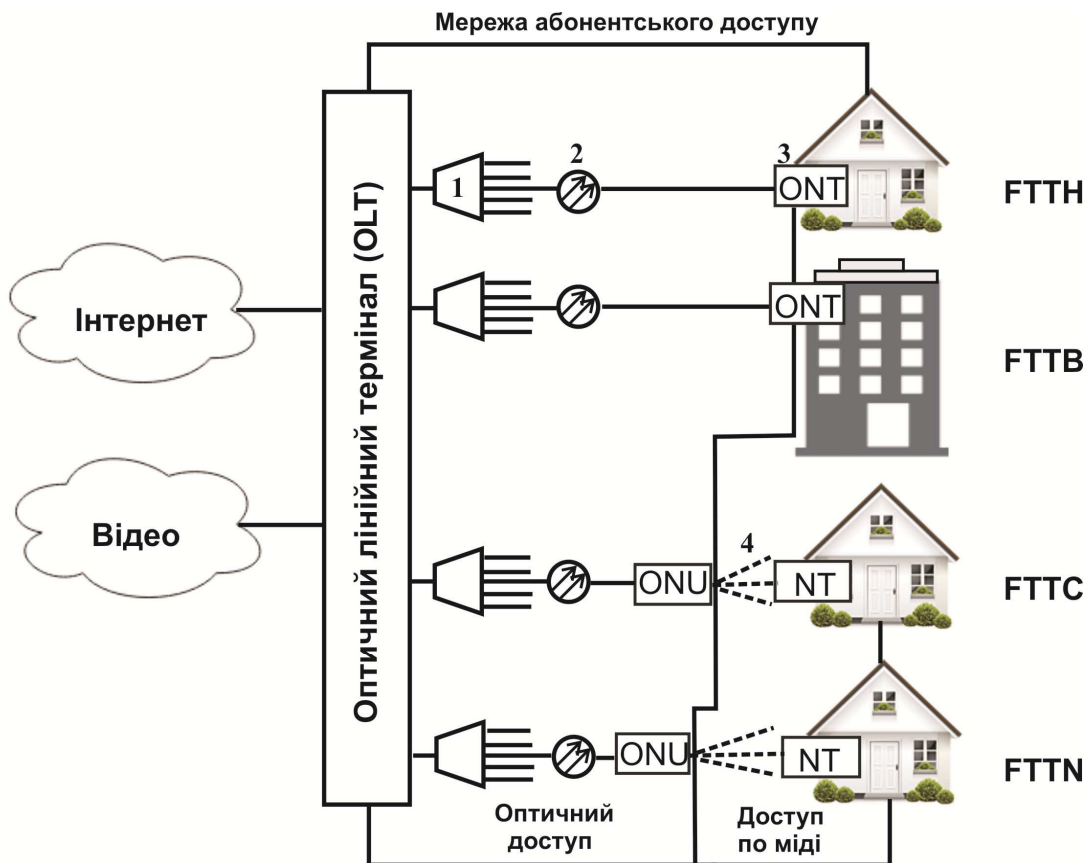 Мережа абонентського доступу
Оптичний лінійний термінал (OLT)
1
2
3
ONT
FTTH
Інтернет
ONT
FTTB
Відео
4
ONU
NT
FTTC
ONU
NT
FTTN
Оптичний
доступ
Доступ
по міді